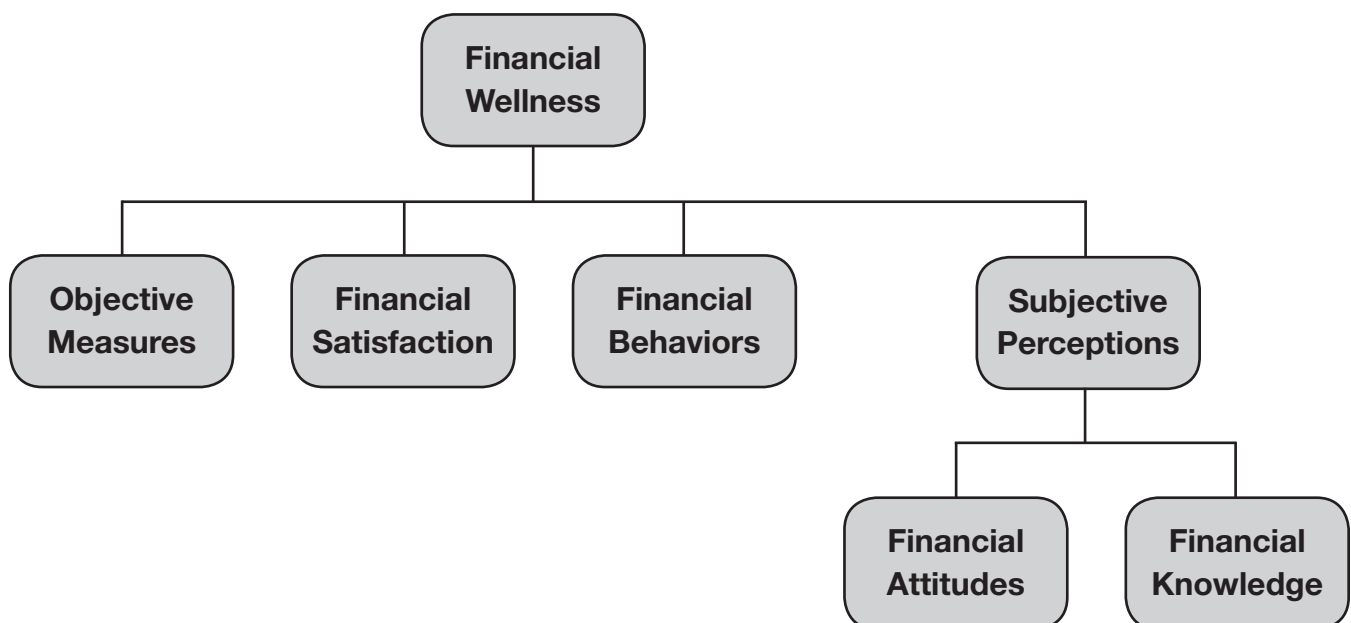 Financial
Wellness
Objective
Measures
Financial
Satisfaction
Financial
Behaviors
Subjective
Perceptions
Financial
Attitudes
Financial
Knowledge